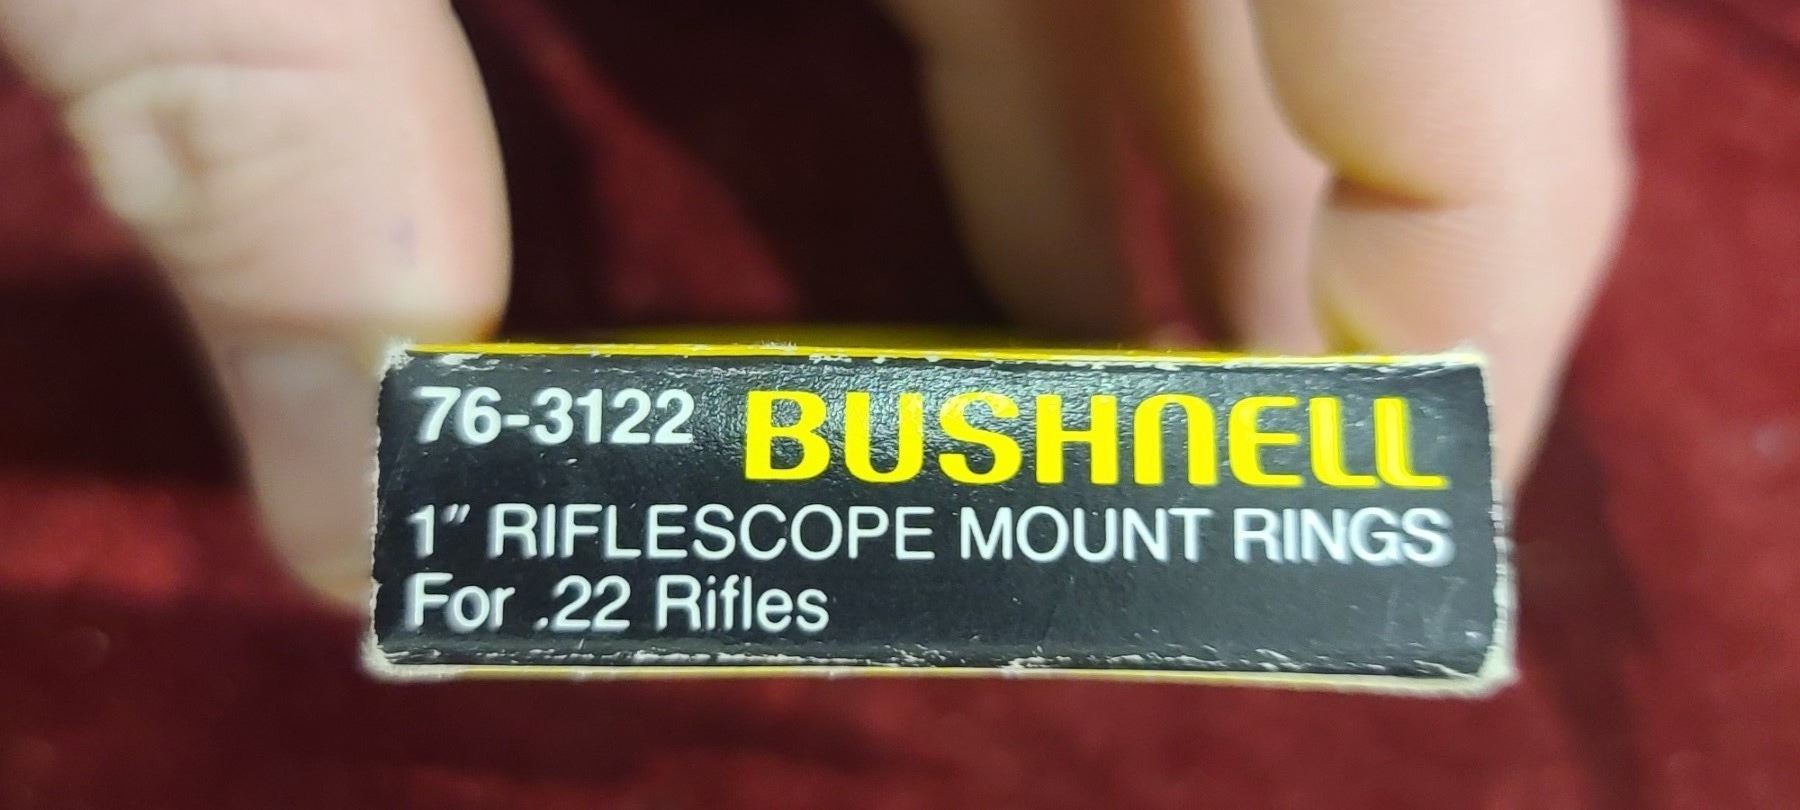 76-3122 BUSHNELL
1" RIFLESCOPE MOUNT RINGS
For .22 Rifles